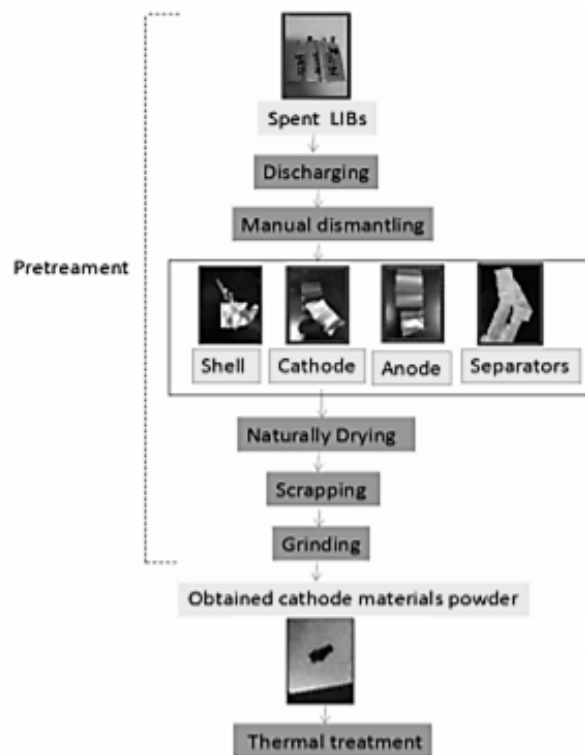 Spent LIBs
Discharging
Manual dismantling
Pretreament
Shell
Cathode
Anode
Separators
Naturally Drying
Scrapping
Grinding
Obtained cathode materials powder
Thermal treatment